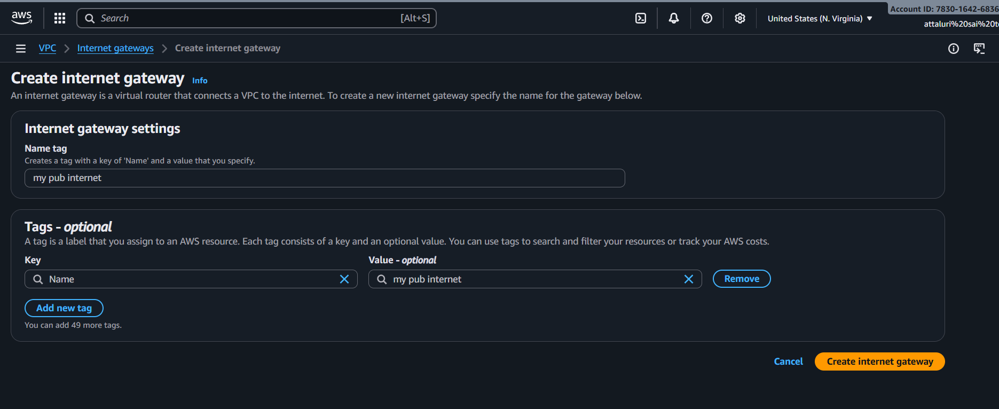 aws
Search [Alt+S]
United States (N. Virginia)
Account ID: 7830-1642-6836
attaluri%20sai%20t
VPC
Internet gateways
Create internet gateway
Create internet gateway Info
An internet gateway is a virtual router that connects a VPC to the internet. To create a new internet gateway specify the name for the gateway below.
Internet gateway settings
Name tag
Creates a tag with a key of 'Name' and a value that you specify.
my pub internet
Tags - optional
A tag is a label that you assign to an AWS resource. Each tag consists of a key and an optional value. You can use tags to search and filter your resources or track your AWS costs.
Key Value - optional
Name my pub internet Remove
Add new tag
You can add 49 more tags.
Cancel Create internet gateway